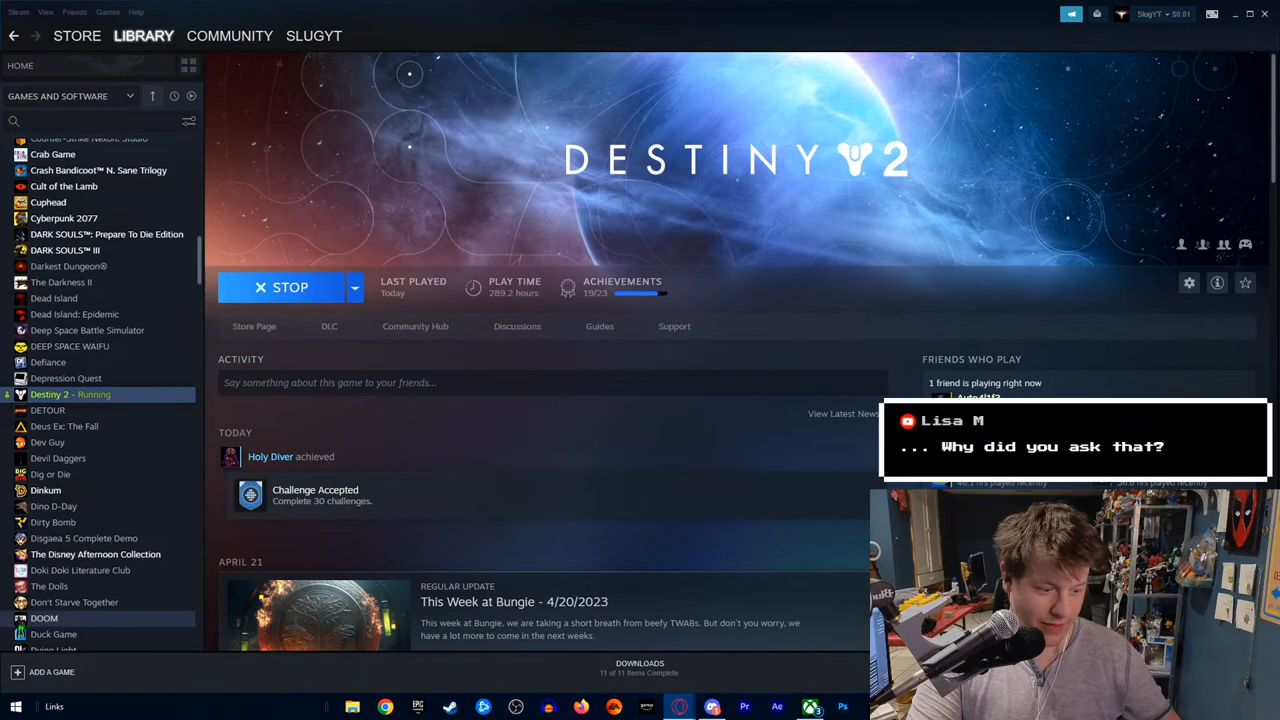 Steam View Friends Games Help
SlugYT $0.01
STORE LIBRARY COMMUNITY SLUGYT
HOME
GAMES AND SOFTWARE
Counter-Strike Nexon: Studio
Crab Game
Crash Bandicoot™ N. Sane Trilogy
Cult of the Lamb
Cuphead
Cyberpunk 2077
DARK SOULS™: Prepare To Die Edition
DARK SOULS™ III
Darkest Dungeon®
The Darkness II
Dead Island
Dead Island: Epidemic
Deep Space Battle Simulator
DEEP SPACE WAIFU
Defiance
Depression Quest
Destiny 2 - Running
DETOUR
Deus Ex: The Fall
Dev Guy
Devil Daggers
Dig or Die
Dinkum
Dino D-Day
Dirty Bomb
Disgaea 5 Complete Demo
The Disney Afternoon Collection
Doki Doki Literature Club
The Dolls
Don't Starve Together
DOOM
Duck Game
Dying Light
ADD A GAME
DESTINY 2
STOP
LAST PLAYED
Today
PLAY TIME
289.2 hours
ACHIEVEMENTS
19/23
Store Page DLC Community Hub Discussions Guides Support
ACTIVITY
Say something about this game to your friends...
View Latest News
TODAY
Holy Diver achieved
Challenge Accepted
Complete 30 challenges.
APRIL 21
REGULAR UPDATE
This Week at Bungie - 4/20/2023
This week at Bungie, we are taking a short breath from beefy TWABs. But don't you worry, we
have a lot more to come in the next weeks.
FRIENDS WHO PLAY
1 friend is playing right now
Lisa M
... Why did you ask that?
DOWNLOADS
11 of 11 Items Complete
Links